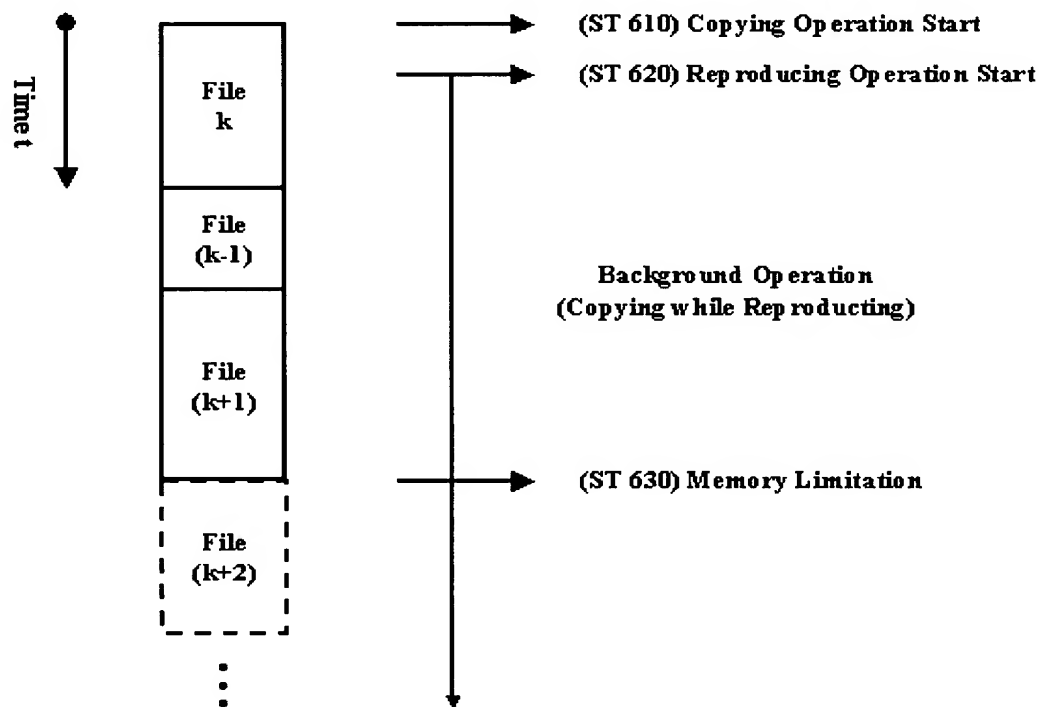 (ST 610) Copying Operation Start
(ST 620) Reproducing Operation Start
Time t
File
k
File
(k-1)
Background Operation
(Copying while Reproducting)
File
(k+1)
(ST 630) Memory Limitation
File
(k+2)